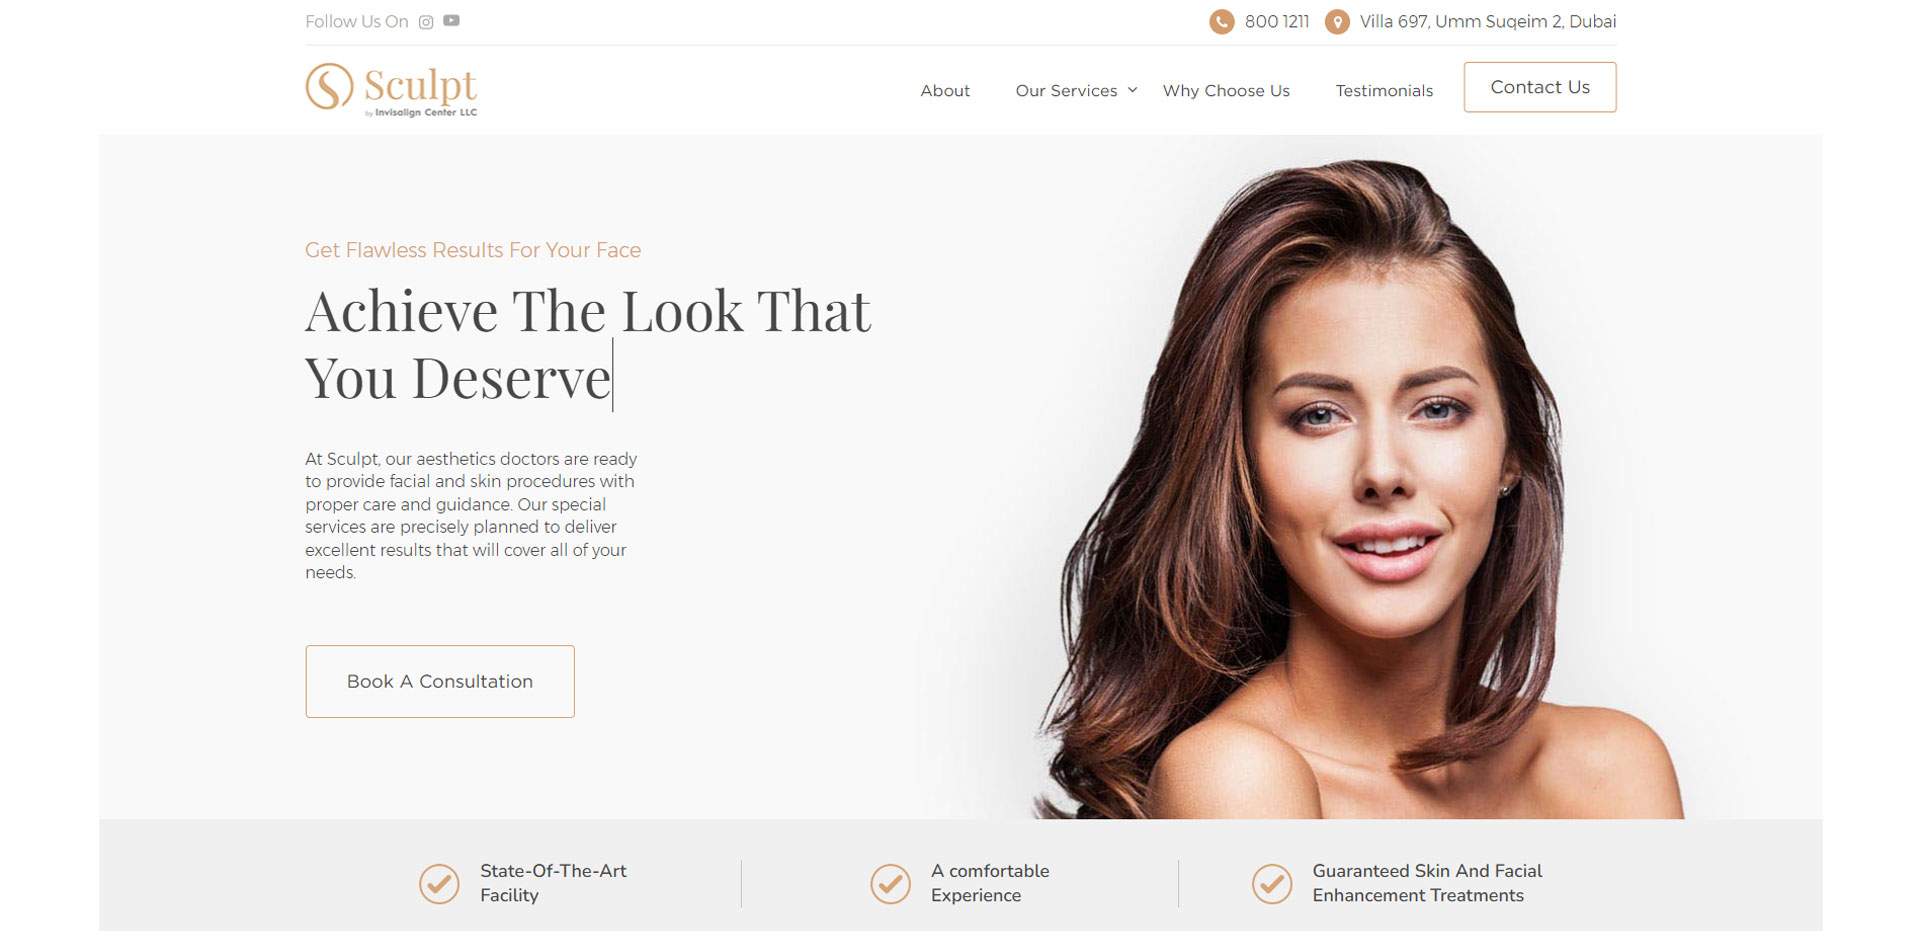 Follow Us On
800 1211
Villa 697, Umm Suqeim 2, Dubai
Sculpt
by Invisalign Center LLC
About
Our Services
Why Choose Us
Testimonials
Contact Us
Get Flawless Results For Your Face
Achieve The Look That
You Deserve
At Sculpt, our aesthetics doctors are ready
to provide facial and skin procedures with
proper care and guidance. Our special
services are precisely planned to deliver
excellent results that will cover all of your
needs.
Book A Consultation
State-Of-The-Art
Facility
A comfortable
Experience
Guaranteed Skin And Facial
Enhancement Treatments